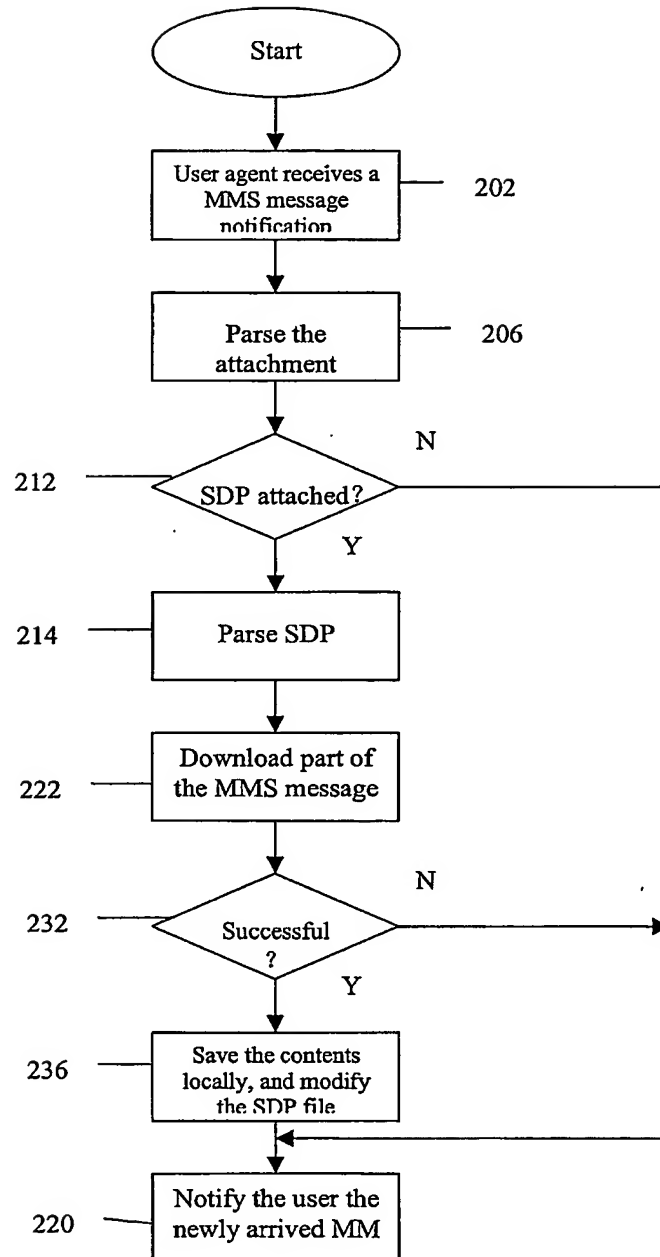 Start
User agent receives a
MMS message
notification
202
Parse the
attachment
206
N
212
SDP attached?
Y
214
Parse SDP
Download part of
the MMS message
222
N
232
Successful
?
Y
Save the contents
locally, and modify
the SDP file
236
Notify the user the
newly arrived MM
220